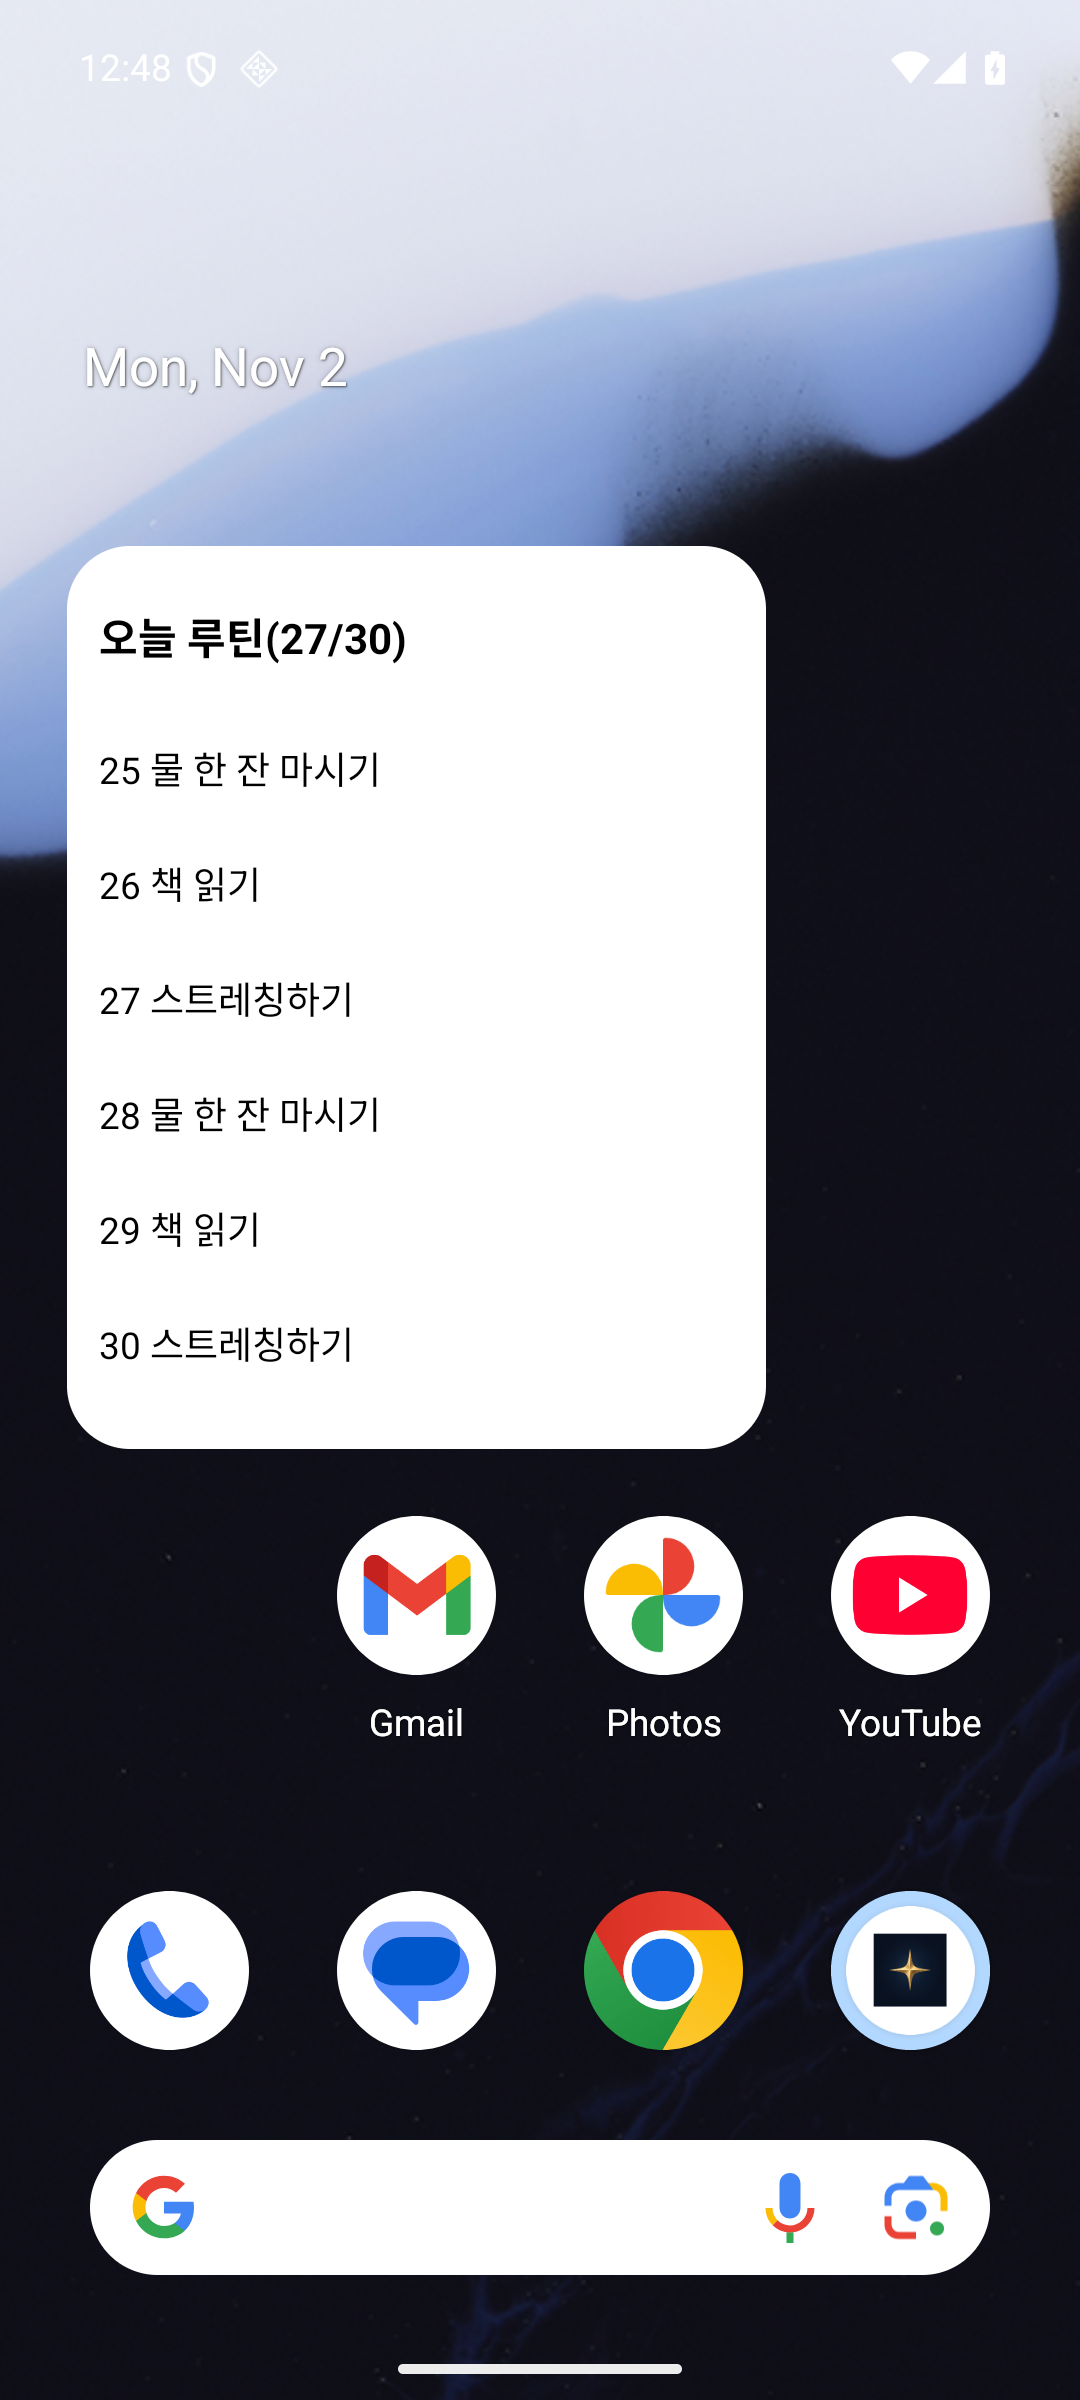 12:48
Mon, Nov 2
오늘 루틴(27/30)
25 물 한 잔 마시기
26 책 읽기
27 스트레칭하기
28 물 한 잔 마시기
29 책 읽기
30 스트레칭하기
Gmail
Photos
YouTube